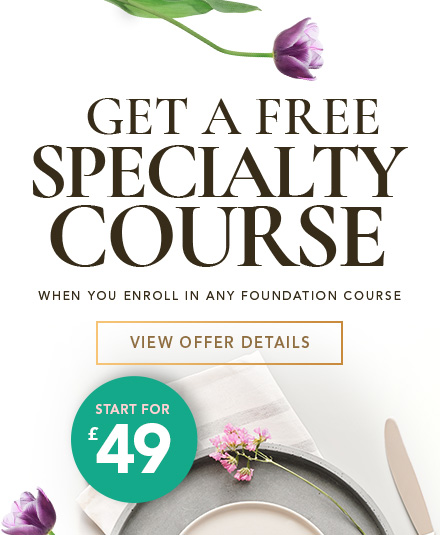 GET A FREE
SPECIALTY
COURSE
WHEN YOU ENROLL IN ANY FOUNDATION COURSE
VIEW OFFER DETAILS
START FOR
£49